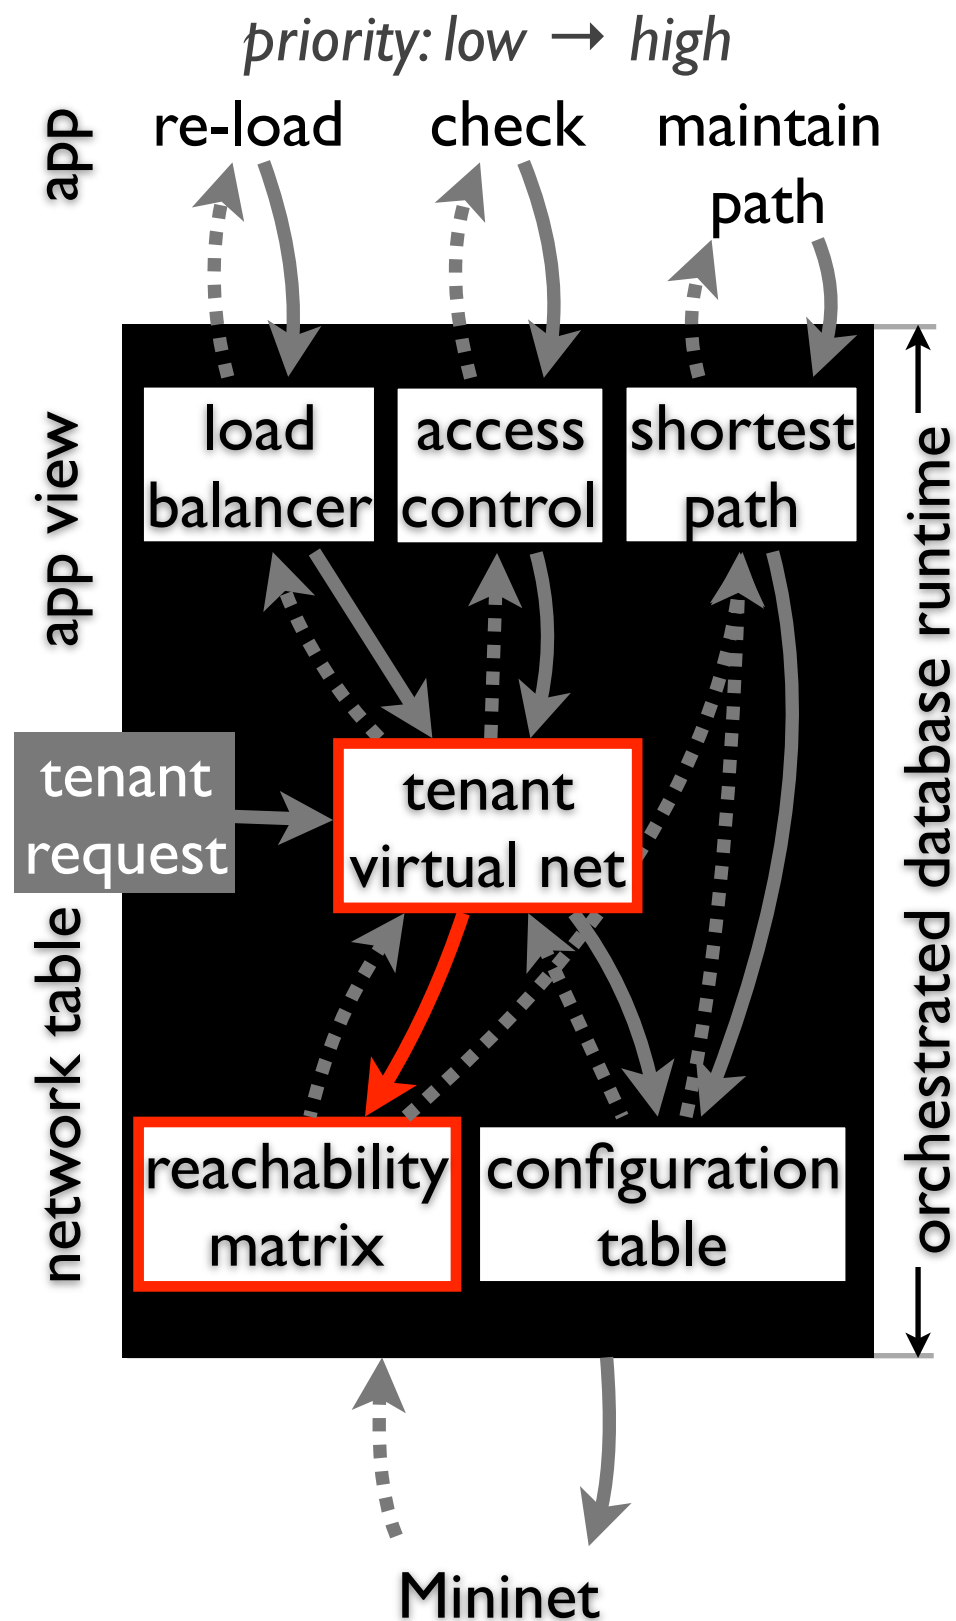 priority: low → high
app
re-load
check
maintain
path
app view
load
balancer
access
control
shortest
path
tenant
request
tenant
virtual net
network table
reachability
matrix
configuration
table
orchestrated database runtime
Mininet